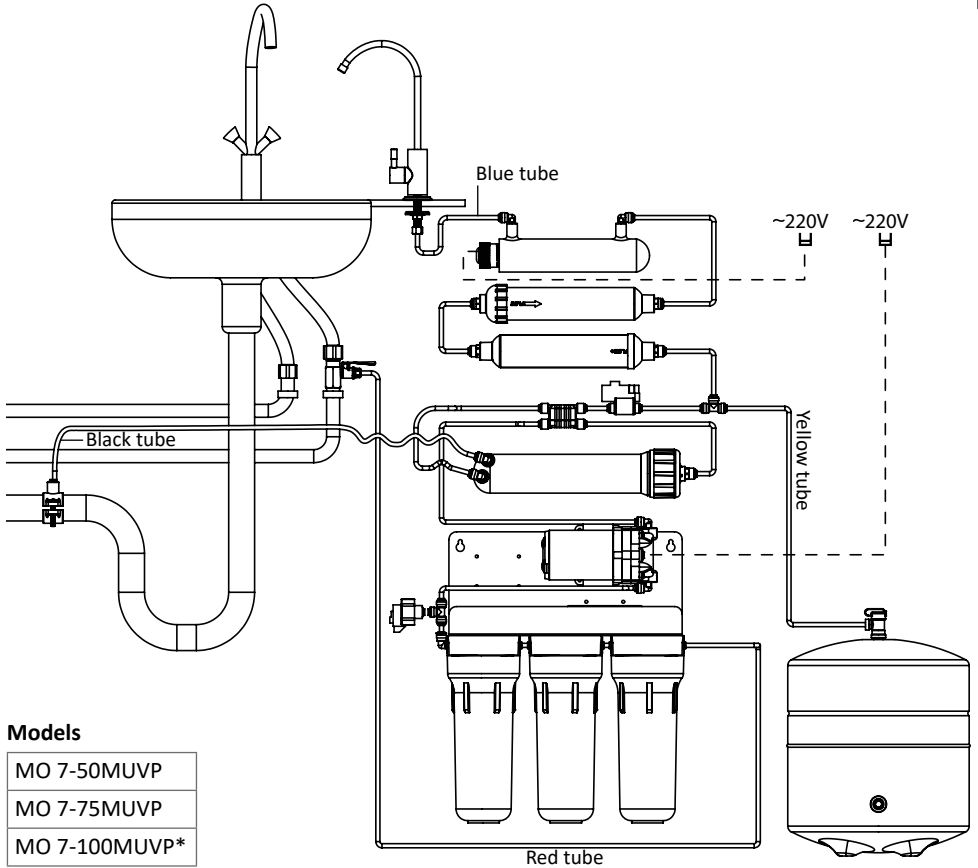 Blue tube
~220V ~220V
Black tube
Yellow tube
Models
MO 7-50MUVP
MO 7-75MUVP
MO 7-100MUVP*
Red tube